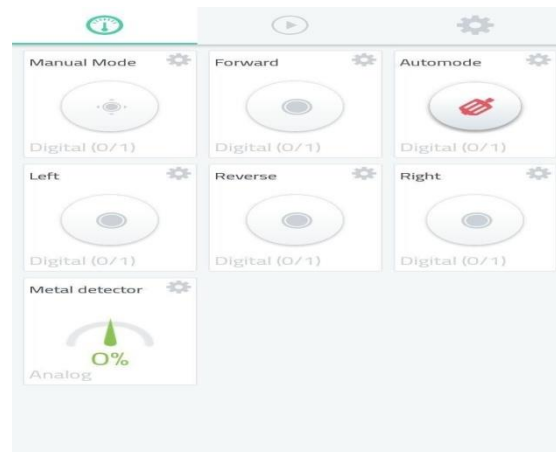 Manual Mode
Forward
Automode
Digital (0/1)
Digital (0/1)
Digital (0/1)
Left
Reverse
Right
Digital (0/1)
Digital (0/1)
Digital (0/1)
Metal detector
0%
Analog